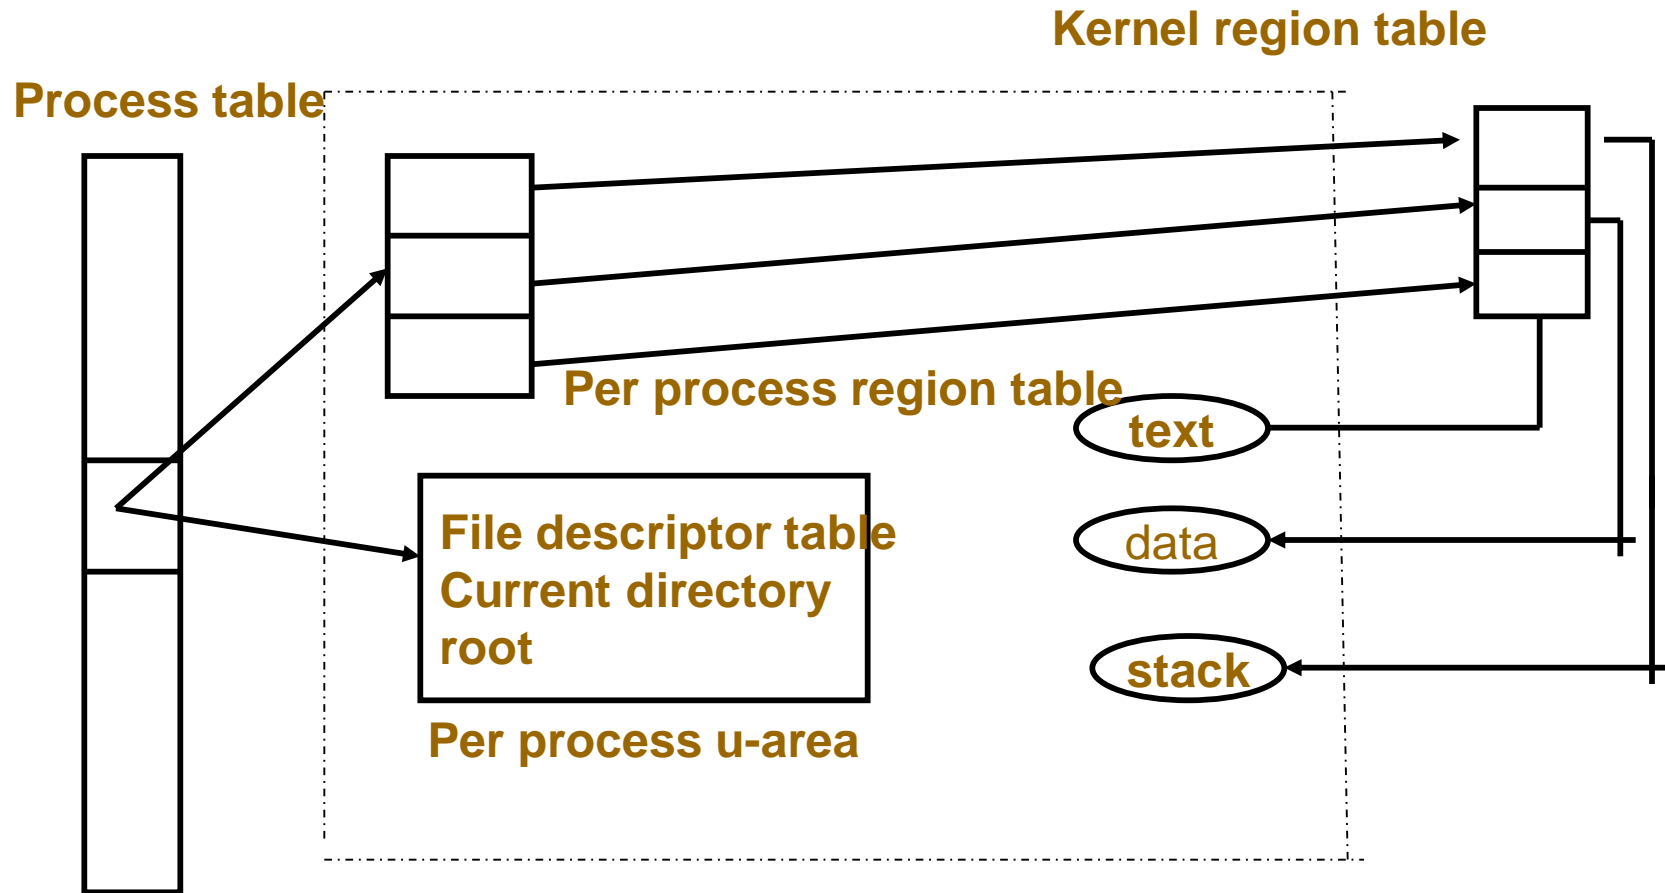 Kernel region table
Process table
Per process region table
text
File descriptor table
Current directory
root
data
stack
Per process u-area